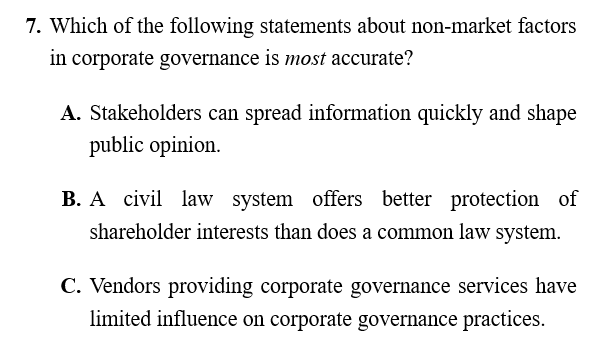 7. Which of the following statements about non-market factors
in corporate governance is most accurate?
A. Stakeholders can spread information quickly and shape
public opinion.
B. A civil law system offers better protection of
shareholder interests than does a common law system.
C. Vendors providing corporate governance services have
limited influence on corporate governance practices.